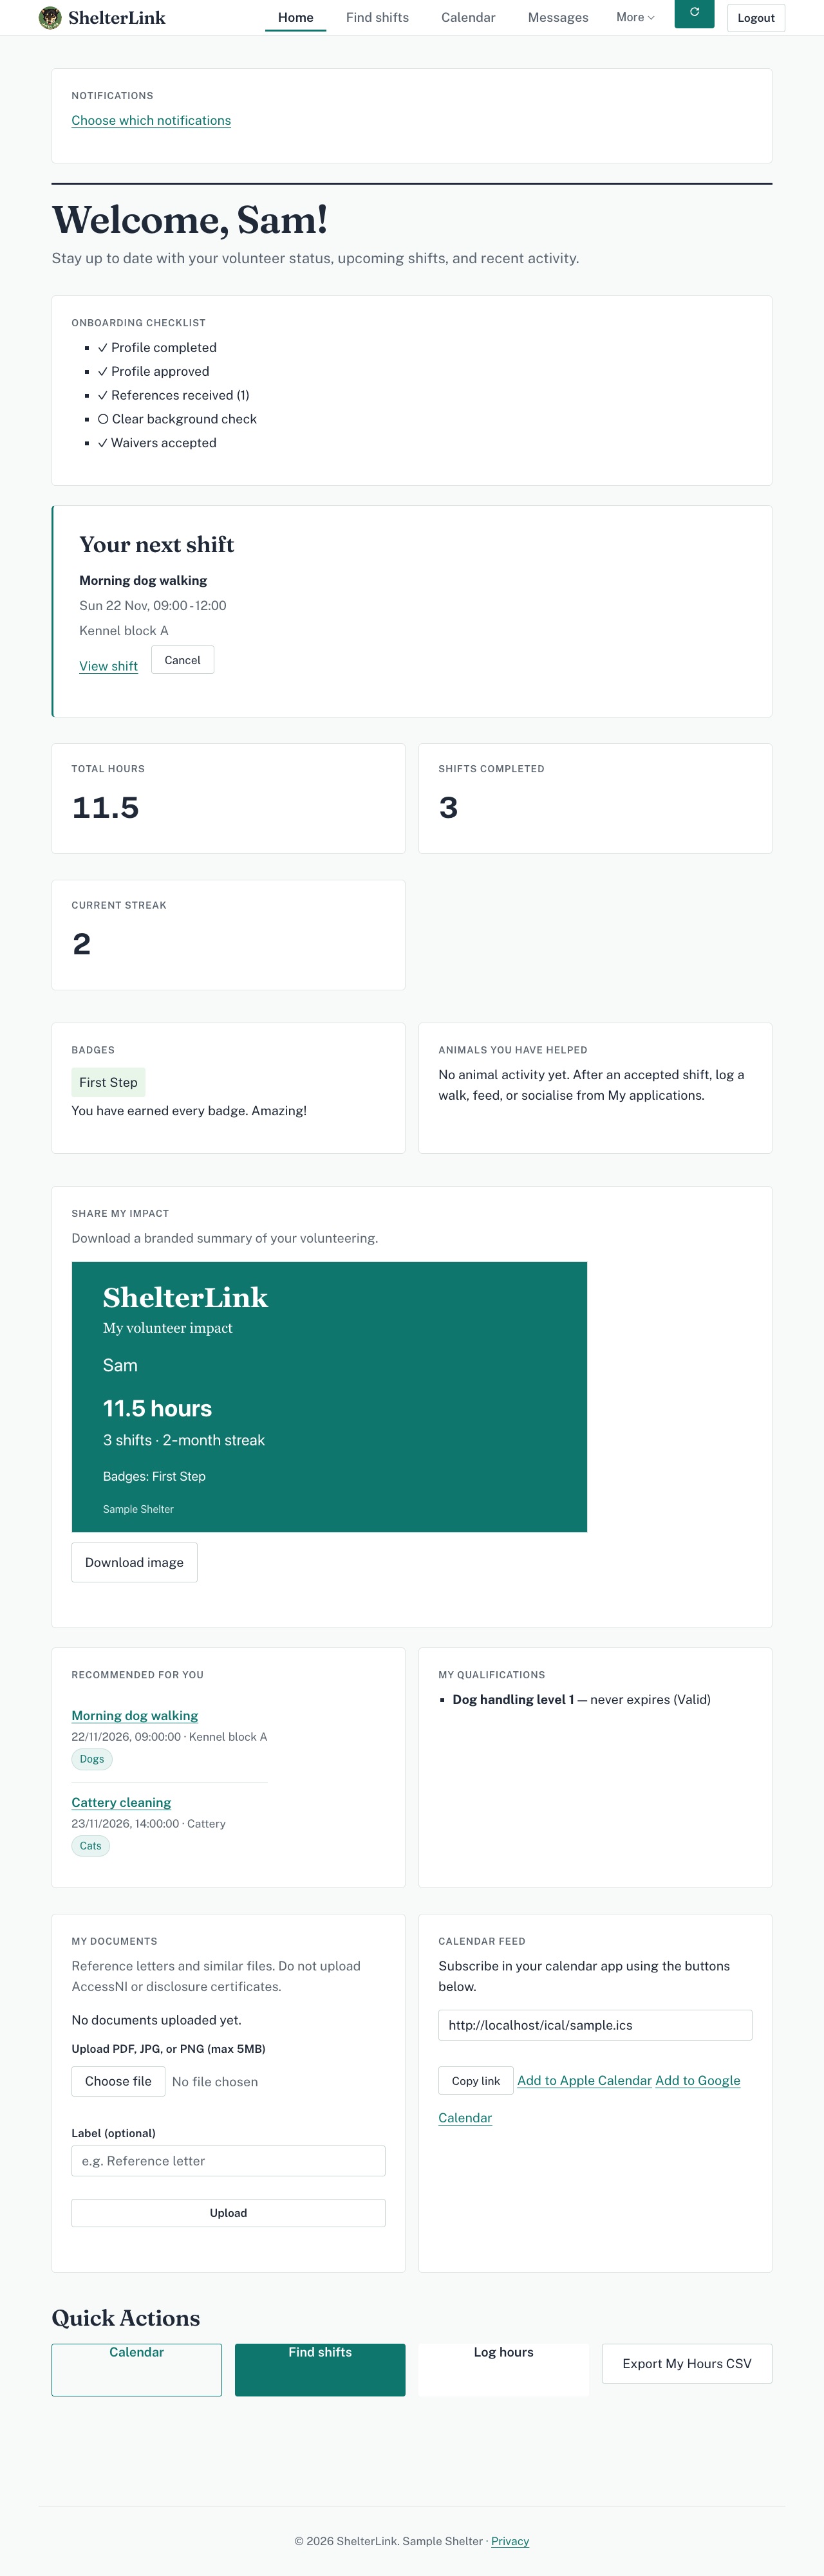 ShelterLink
Home
Find shifts
Calendar
Messages
More
Logout
NOTIFICATIONS
Choose which notifications
Welcome, Sam!
Stay up to date with your volunteer status, upcoming shifts, and recent activity.
ONBOARDING CHECKLIST
✓ Profile completed
✓ Profile approved
✓ References received (1)
○ Clear background check
✓ Waivers accepted
Your next shift
Morning dog walking
Sun 22 Nov, 09:00 - 12:00
Kennel block A
View shift
Cancel
TOTAL HOURS
11.5
SHIFTS COMPLETED
3
CURRENT STREAK
2
BADGES
First Step
You have earned every badge. Amazing!
ANIMALS YOU HAVE HELPED
No animal activity yet. After an accepted shift, log a
walk, feed, or socialise from My applications.
SHARE MY IMPACT
Download a branded summary of your volunteering.
ShelterLink
My volunteer impact
Sam
11.5 hours
3 shifts · 2-month streak
Badges: First Step
Sample Shelter
Download image
RECOMMENDED FOR YOU
Morning dog walking
22/11/2026, 09:00:00 · Kennel block A
Dogs
Cattery cleaning
23/11/2026, 14:00:00 · Cattery
Cats
MY QUALIFICATIONS
Dog handling level 1 — never expires (Valid)
MY DOCUMENTS
Reference letters and similar files. Do not upload
AccessNI or disclosure certificates.
No documents uploaded yet.
Upload PDF, JPG, or PNG (max 5MB)
Choose file No file chosen
Label (optional)
e.g. Reference letter
Upload
CALENDAR FEED
Subscribe in your calendar app using the buttons
below.
http://localhost/ical/sample.ics
Copy link Add to Apple Calendar Add to Google
Calendar
Quick Actions
Calendar
Find shifts
Log hours
Export My Hours CSV
© 2026 ShelterLink. Sample Shelter · Privacy